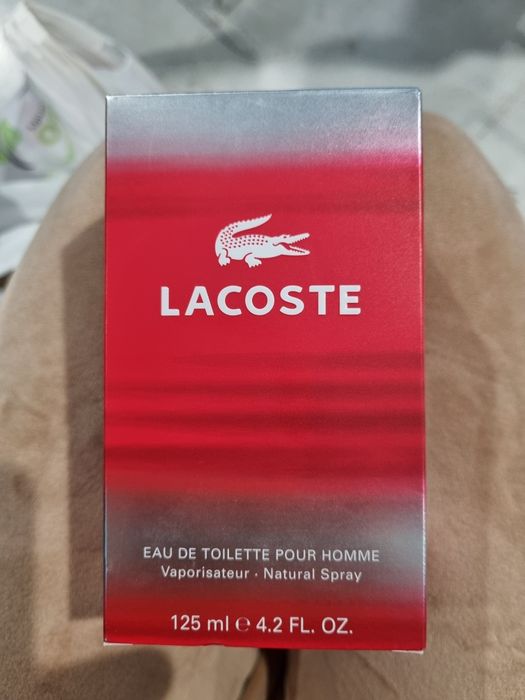 LACOSTE
EAU DE TOILETTE POUR HOMME
Vaporisateur · Natural Spray
125 ml ℮ 4.2 FL. OZ.